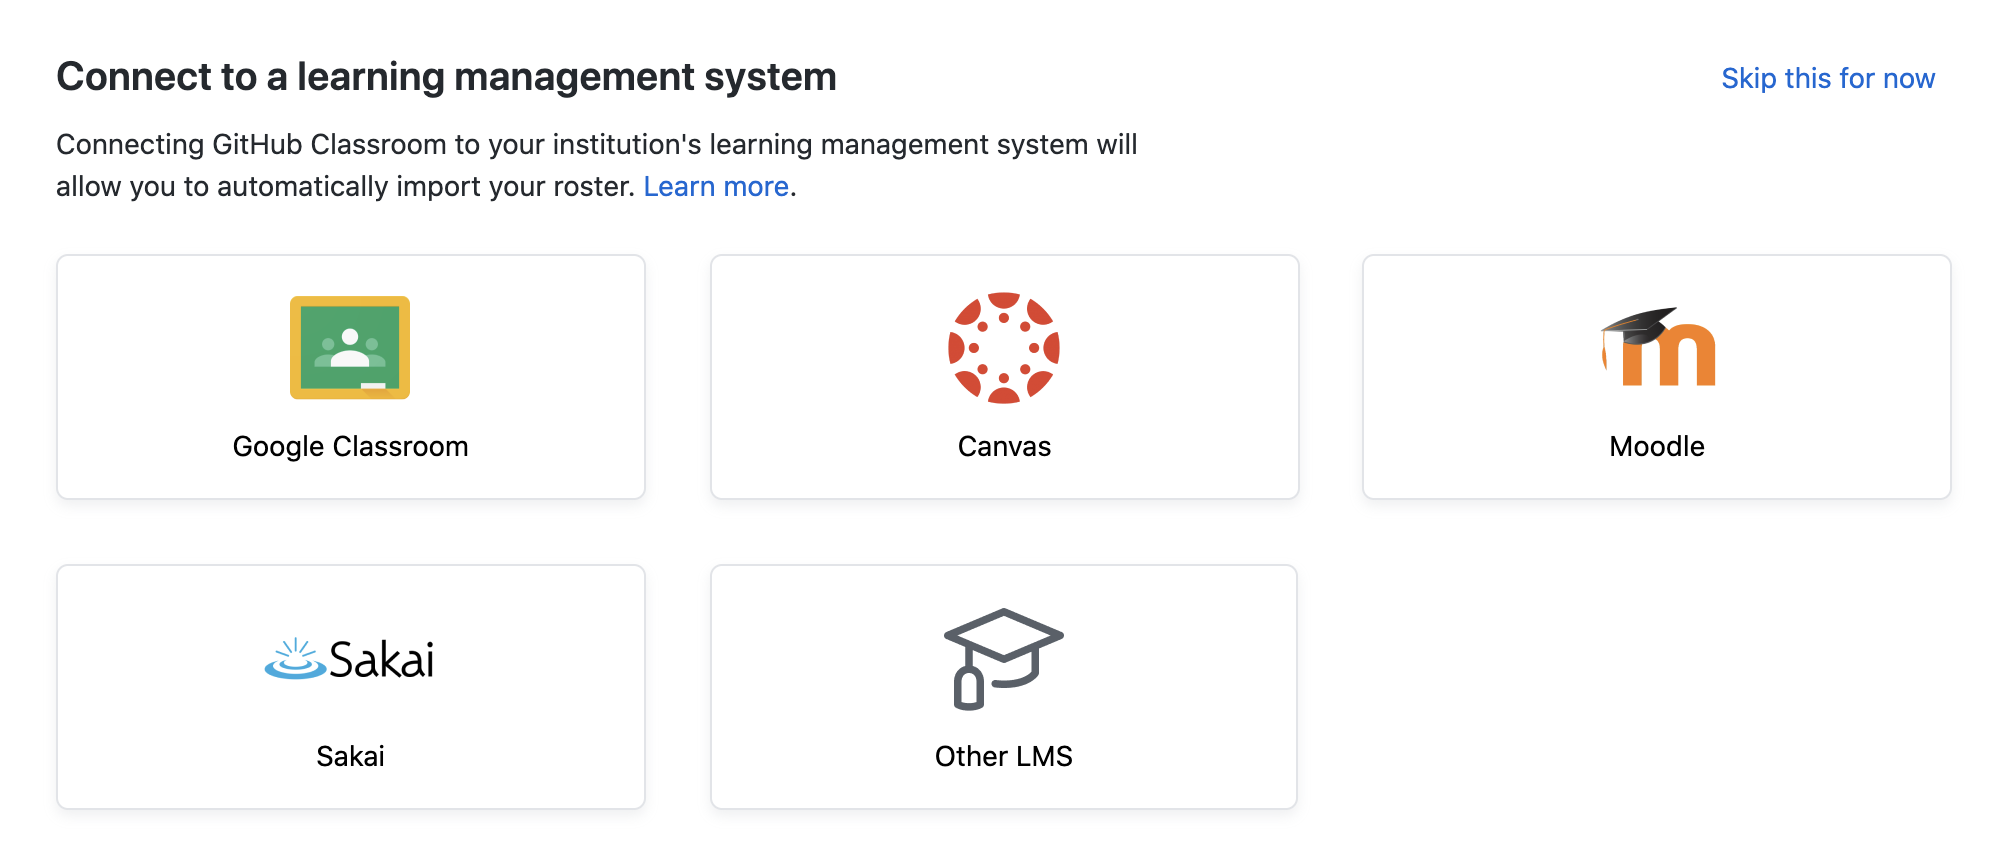 Connect to a learning management system
Skip this for now
Connecting GitHub Classroom to your institution's learning management system will
allow you to automatically import your roster. Learn more.
Google Classroom
Canvas
m
Moodle
Sakai
Sakai
Other LMS